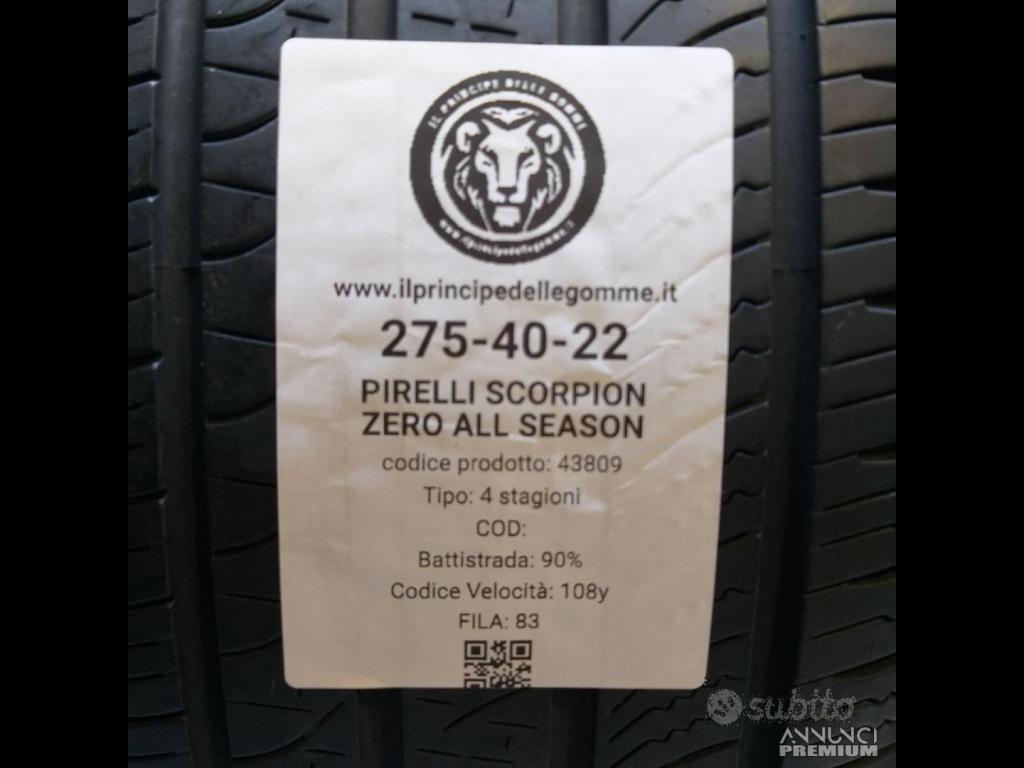 IL PRINCIPE DELLE GOMME
www.ilprincipedellegomme.it
www.ilprincipedellegomme.it
275-40-22
PIRELLI SCORPION
ZERO ALL SEASON
codice prodotto: 43809
Tipo: 4 stagioni
COD:
Battistrada: 90%
Codice Velocità: 108y
FILA: 83
subito
ANNUNCI
PREMIUM